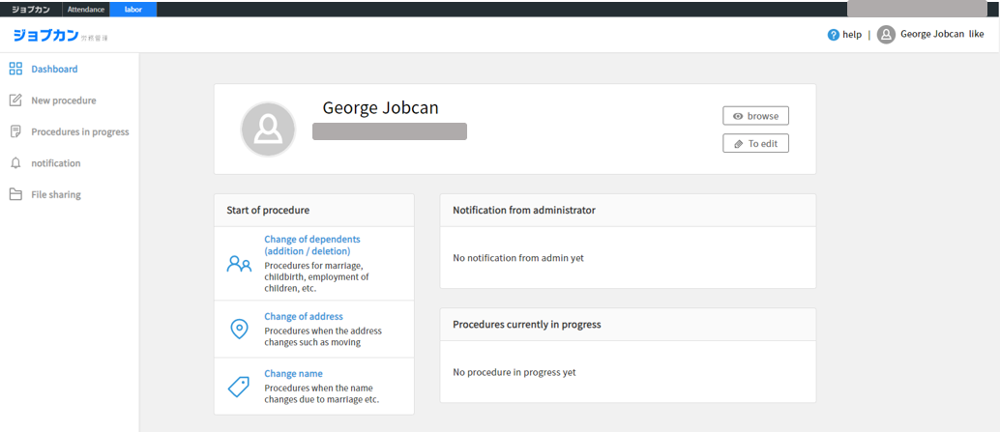 ジョブカン Attendance labor
ジョブカン 労務管理
help | George Jobcan like
Dashboard
New procedure
Procedures in progress
notification
File sharing
George Jobcan
browse
To edit
Start of procedure
Change of dependents
(addition / deletion)
Procedures for marriage,
childbirth, employment of
children, etc.
Change of address
Procedures when the address
changes such as moving
Change name
Procedures when the name
changes due to marriage etc.
Notification from administrator
No notification from admin yet
Procedures currently in progress
No procedure in progress yet